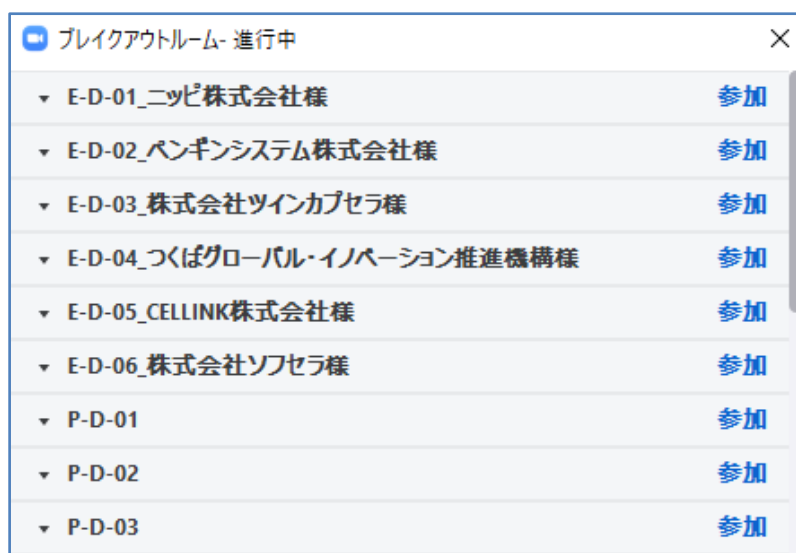 ブレイクアウトルーム- 進行中
E-D-01_ニッピ株式会社様 参加
E-D-02_ペンギンシステム株式会社様 参加
E-D-03_株式会社ツインカプセラ様 参加
E-D-04_つくばグローバル・イノベーション推進機構様 参加
E-D-05_CELLINK株式会社様 参加
E-D-06_株式会社ソフセラ様 参加
P-D-01 参加
P-D-02 参加
P-D-03 参加